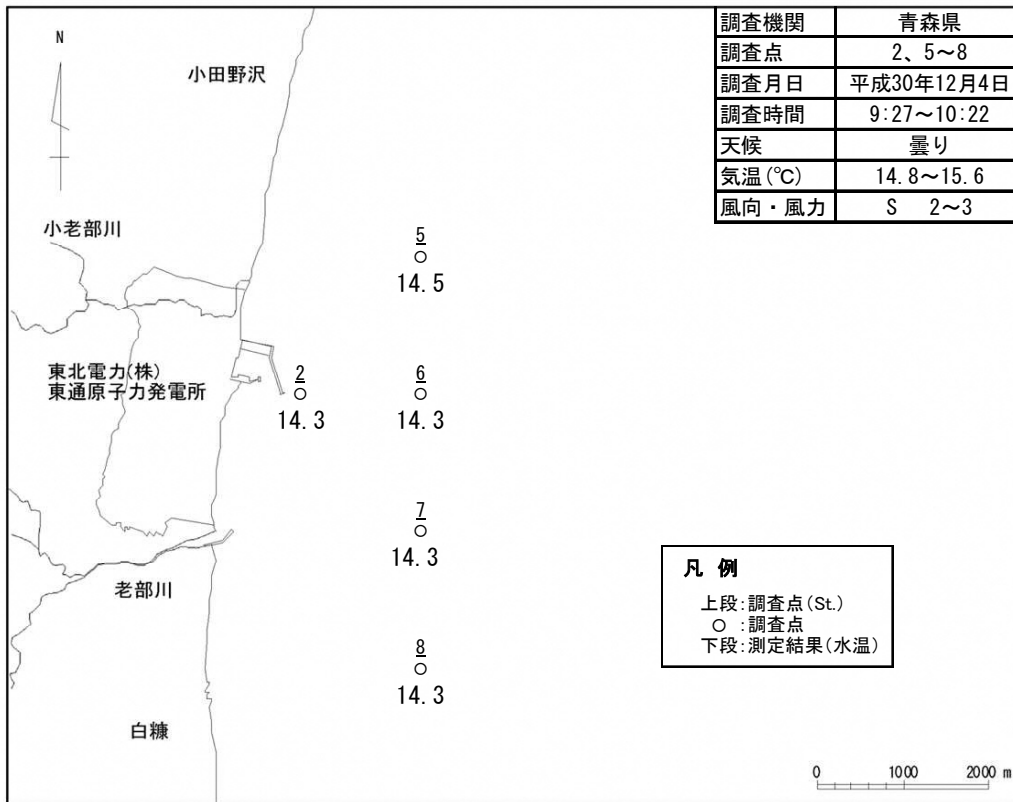 調査機関 青森県
調査点 2、5～8
調査月日 平成30年12月4日
調査時間 9:27～10:22
天候 曇り
気温(℃) 14.8～15.6
風向・風力 S 2～3
N
小田野沢
小老部川
5
14.5
東北電力(株)
東通原子力発電所
2
14.3
6
14.3
7
14.3
老部川
8
14.3
白糠
凡 例
上段:調査点(St.)
○ :調査点
下段:測定結果(水温)
0 1000 2000 m